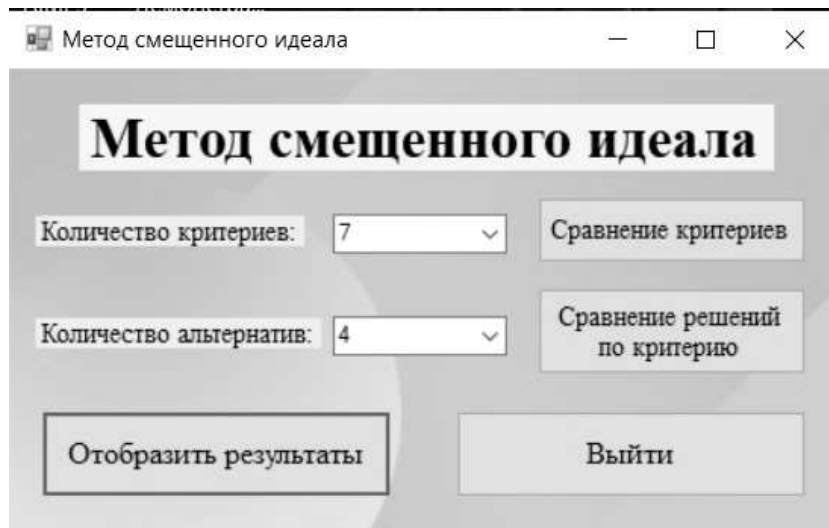 Метод смещенного идеала
Метод смещенного идеала
Количество критериев:
7
Сравнение критериев
Количество альтернатив:
4
Сравнение решений
по критерию
Отобразить результаты
Выйти